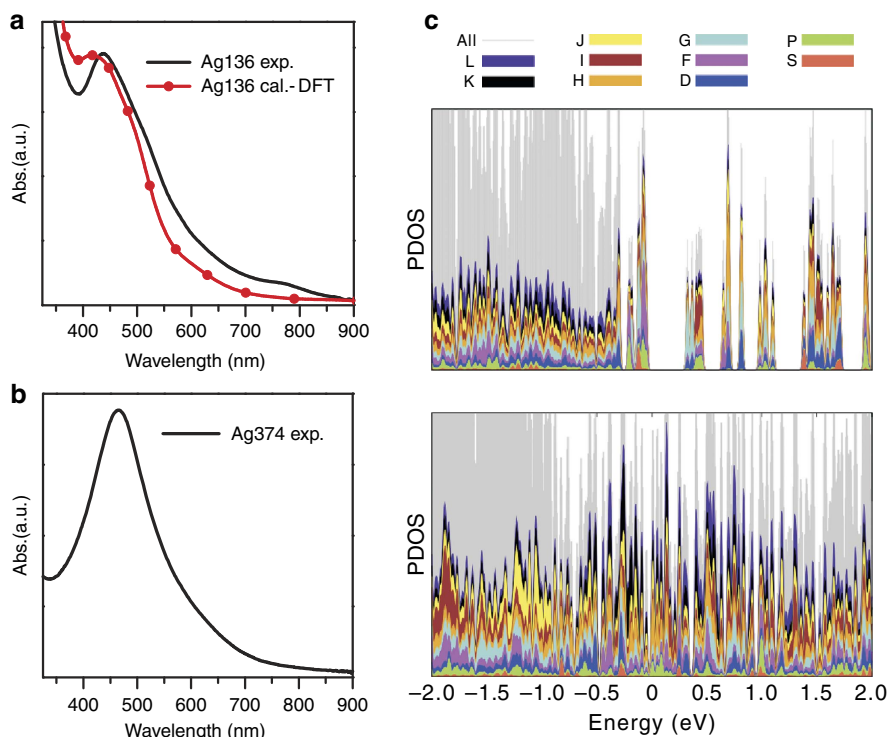 a
Ag136 exp.
Ag136 cal.-DFT
Abs.(a.u.)
400 500 600 700 800 900
Wavelength (nm)
b
Ag374 exp.
Abs.(a.u.)
400 500 600 700 800 900
Wavelength (nm)
c
All J G P
L I F S
K H D
PDOS
PDOS
−2.0 −1.5 −1.0 −0.5 0 0.5 1.0 1.5 2.0
Energy (eV)